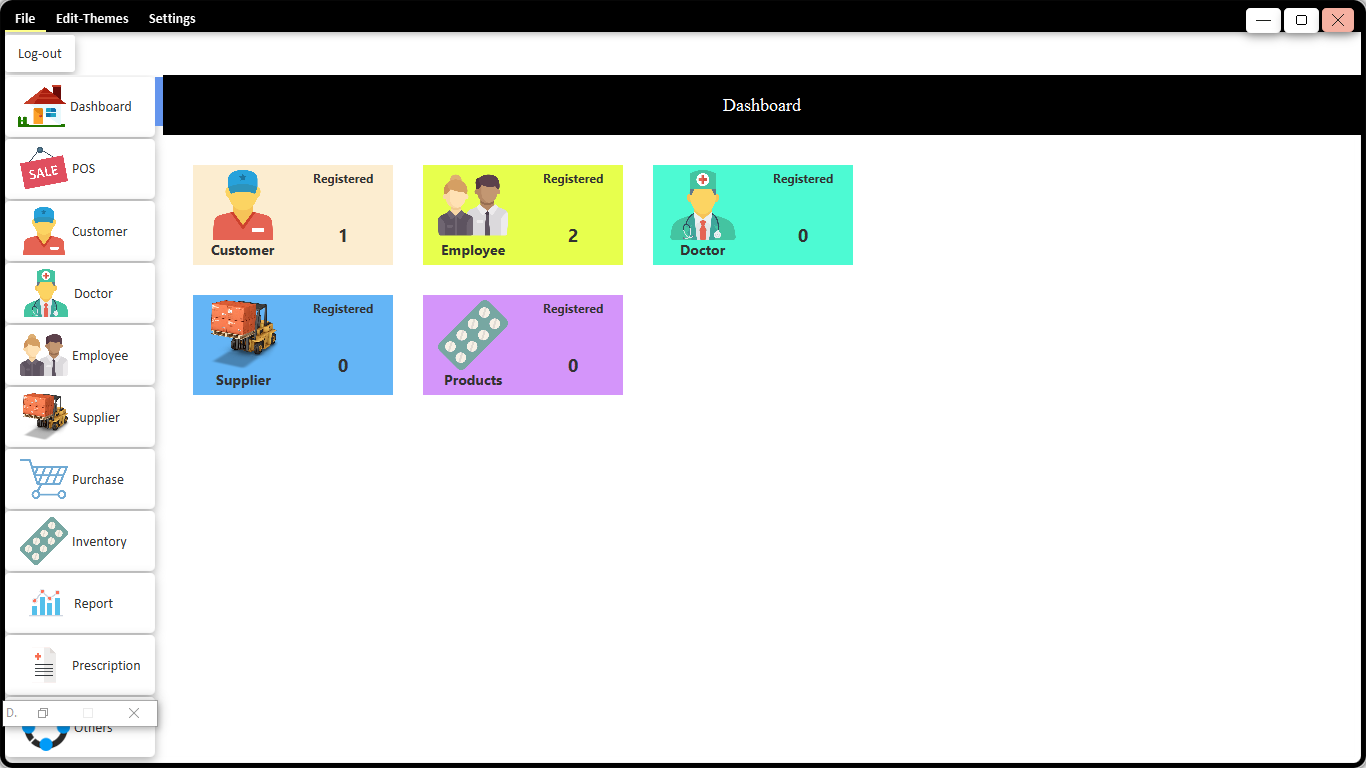 File Edit-Themes Settings
Log-out
Dashboard
Dashboard
SALE
POS
Customer
Doctor
Employee
Supplier
Purchase
Inventory
Report
Prescription
D.
Others
Registered
1
Customer
Registered
2
Employee
Registered
0
Doctor
Registered
0
Supplier
Registered
0
Products